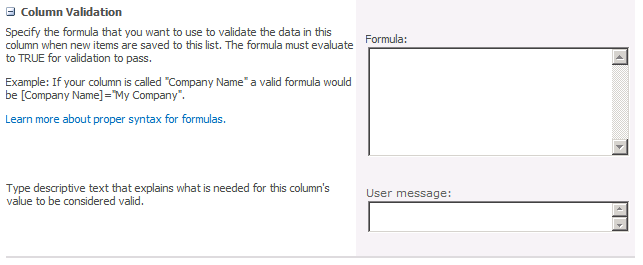 Column Validation
Specify the formula that you want to use to validate the data in this
column when new items are saved to this list. The formula must evaluate
to TRUE for validation to pass.
Example: If your column is called "Company Name" a valid formula would
be [Company Name]="My Company".
Learn more about proper syntax for formulas.
Formula:
Type descriptive text that explains what is needed for this column's
value to be considered valid.
User message: